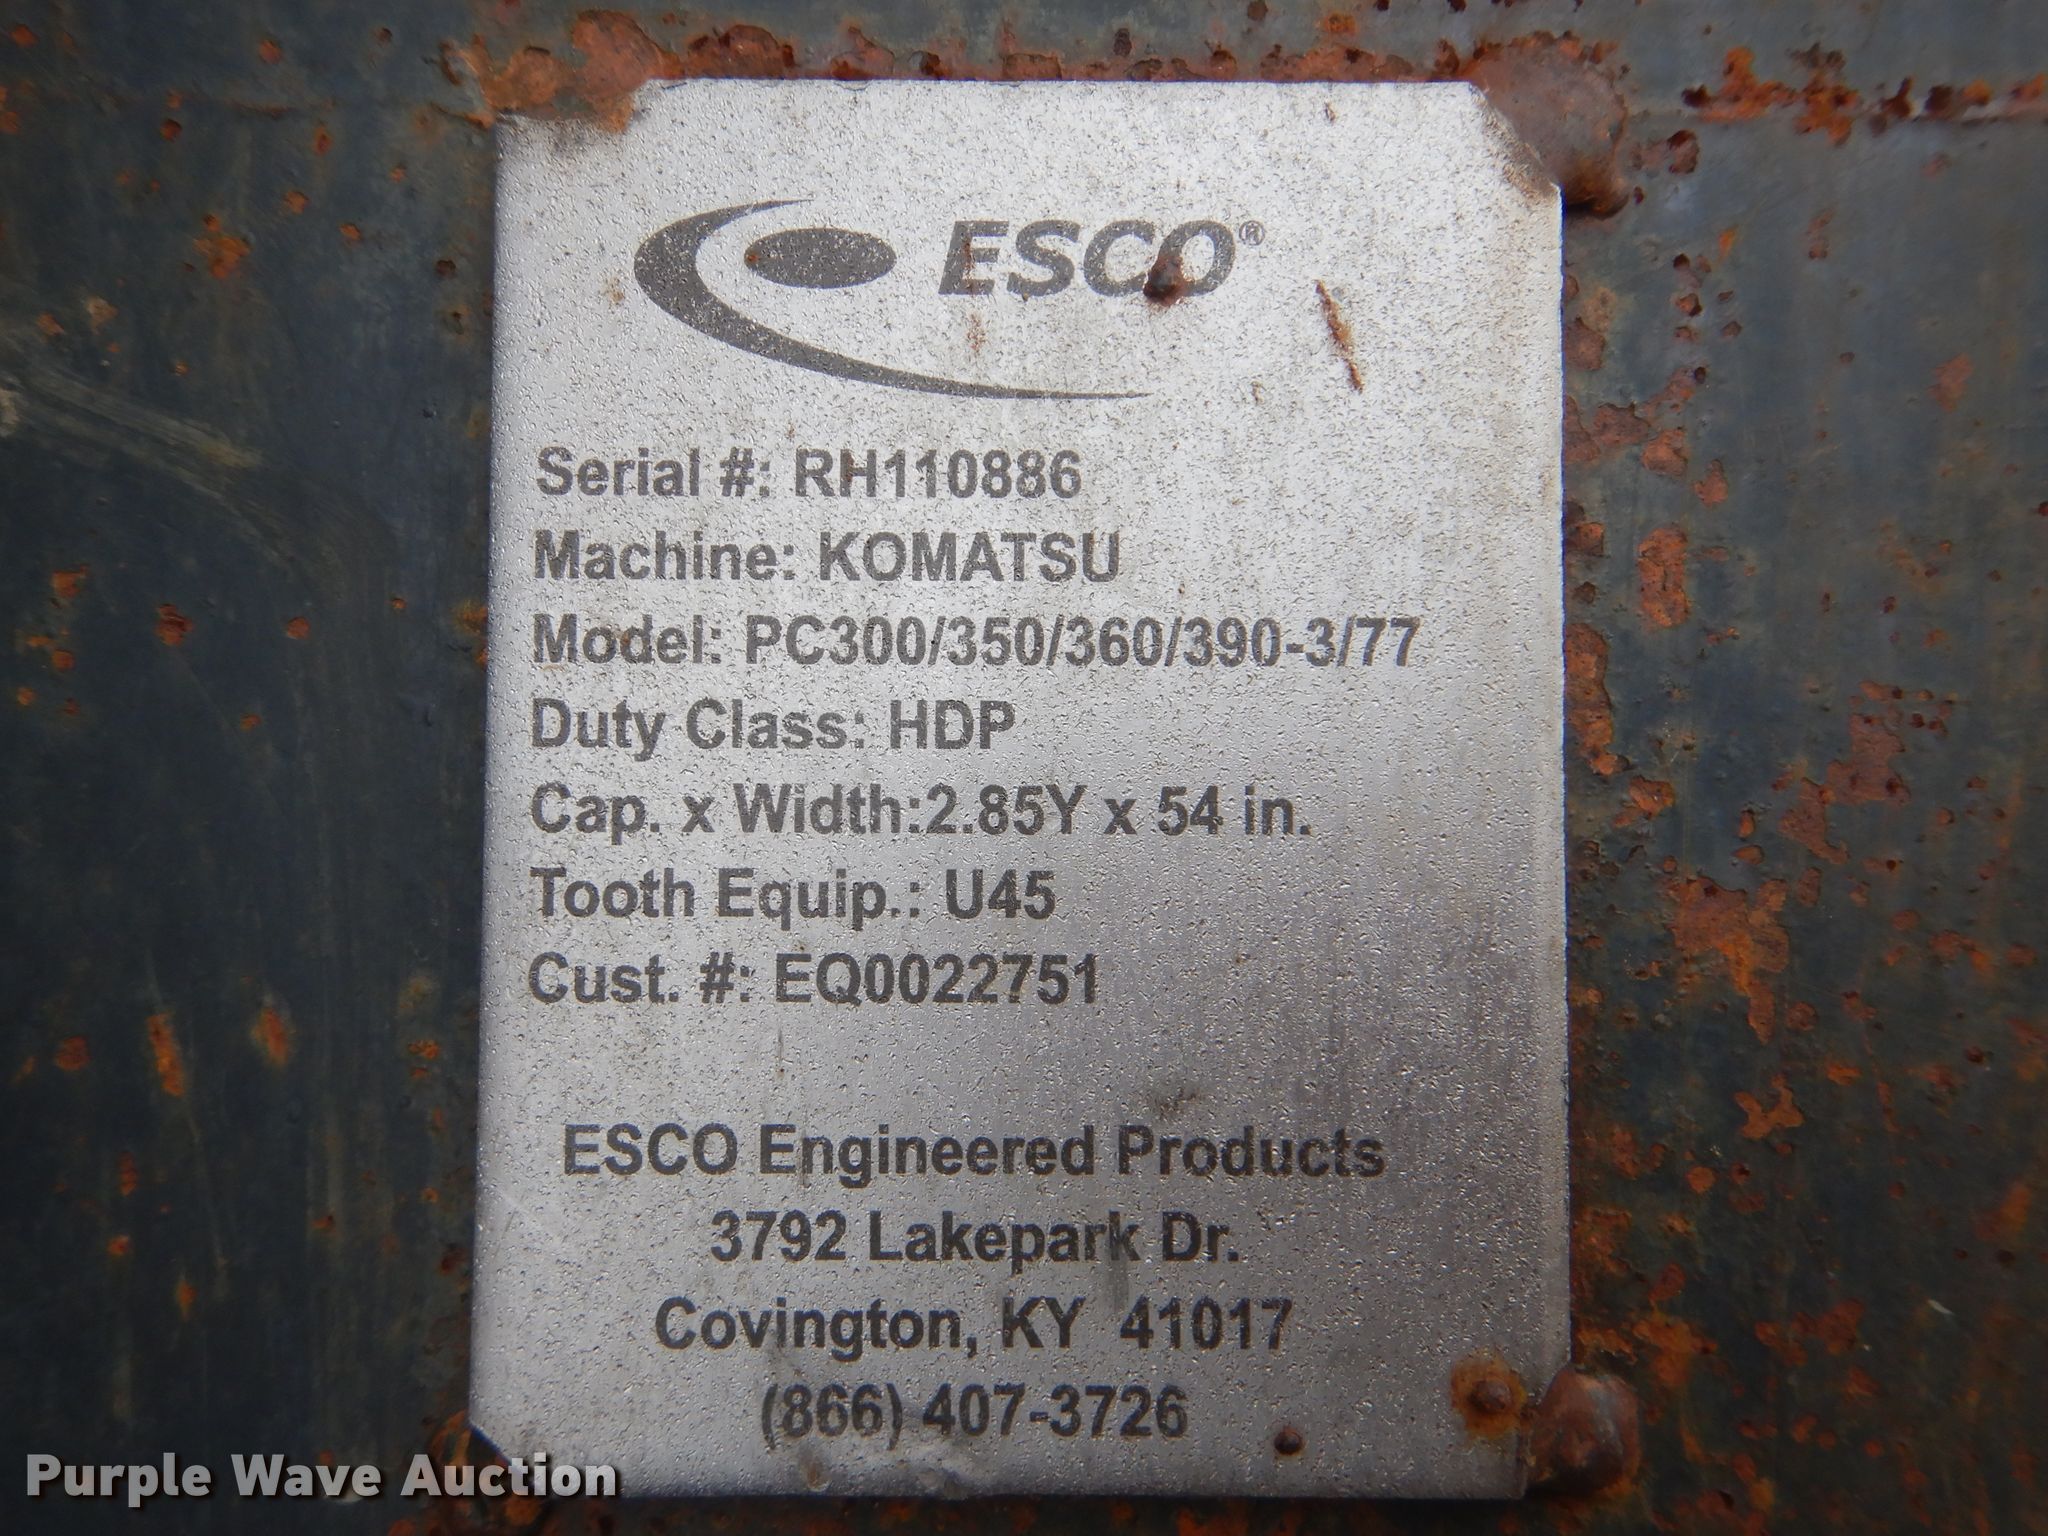 ESCO®
Serial #: RH110886
Machine: KOMATSU
Model: PC300/350/360/390-3/77
Duty Class: HDP
Cap. x Width:2.85Y x 54 in.
Tooth Equip.: U45
Cust. #: EQ0022751
ESCO Engineered Products
3792 Lakepark Dr.
Covington, KY 41017
(866) 407-3726
Purple Wave Auction